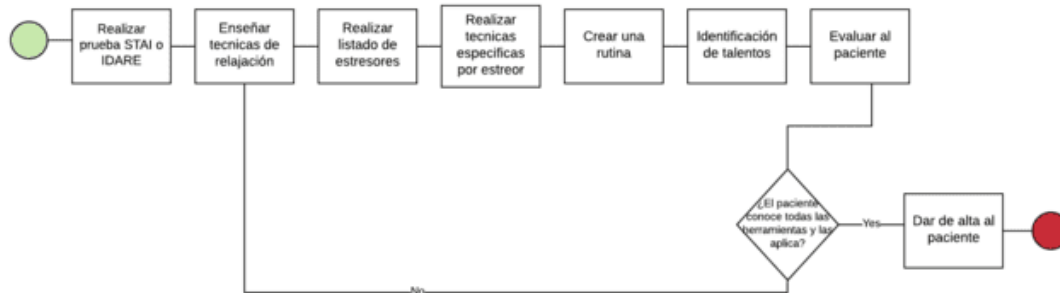 Realizar
prueba STAI o
IDARE
Enseñar
tecnicas de
relajación
Realizar
listado de
estresores
Realizar
tecnicas
especificas
por estreor
Crear una
rutina
Identificación
de talentos
Evaluar al
paciente
¿El paciente
conoce todas las
herramientas y las
aplica?
Yes
Dar de alta al
paciente
No